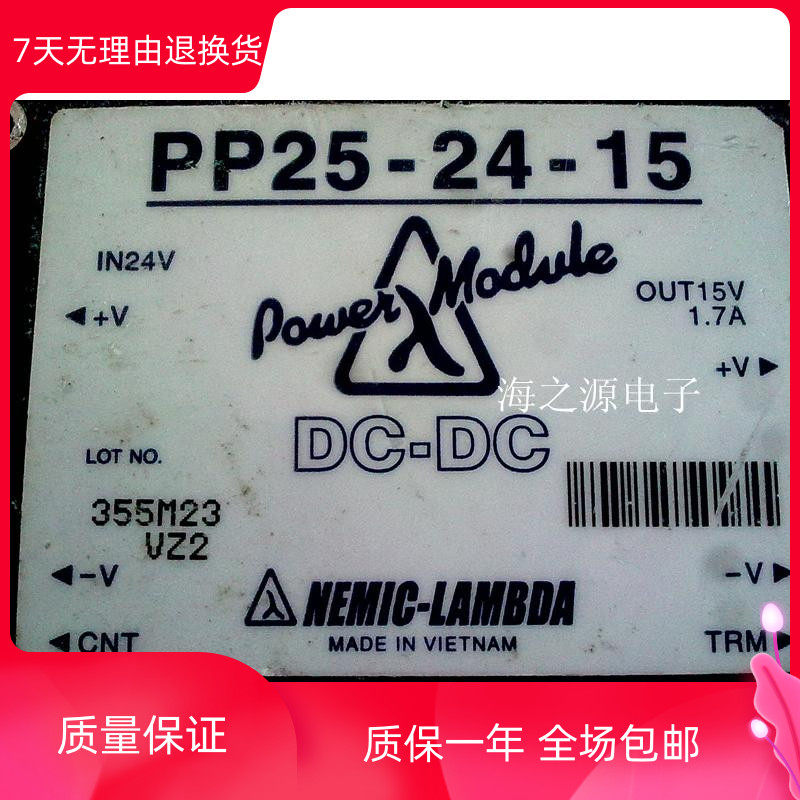 7天无理由退换货
PP25-24-15
IN24V
Power Module
OUT15V
1.7A
+V
+V
海之源电子
DC-DC
LOT NO.
355M23
VZ2
-V
-V
NEMIC-LAMBDA
CNT
MADE IN VIETNAM
TRM
质量保证
质保一年 全场包邮